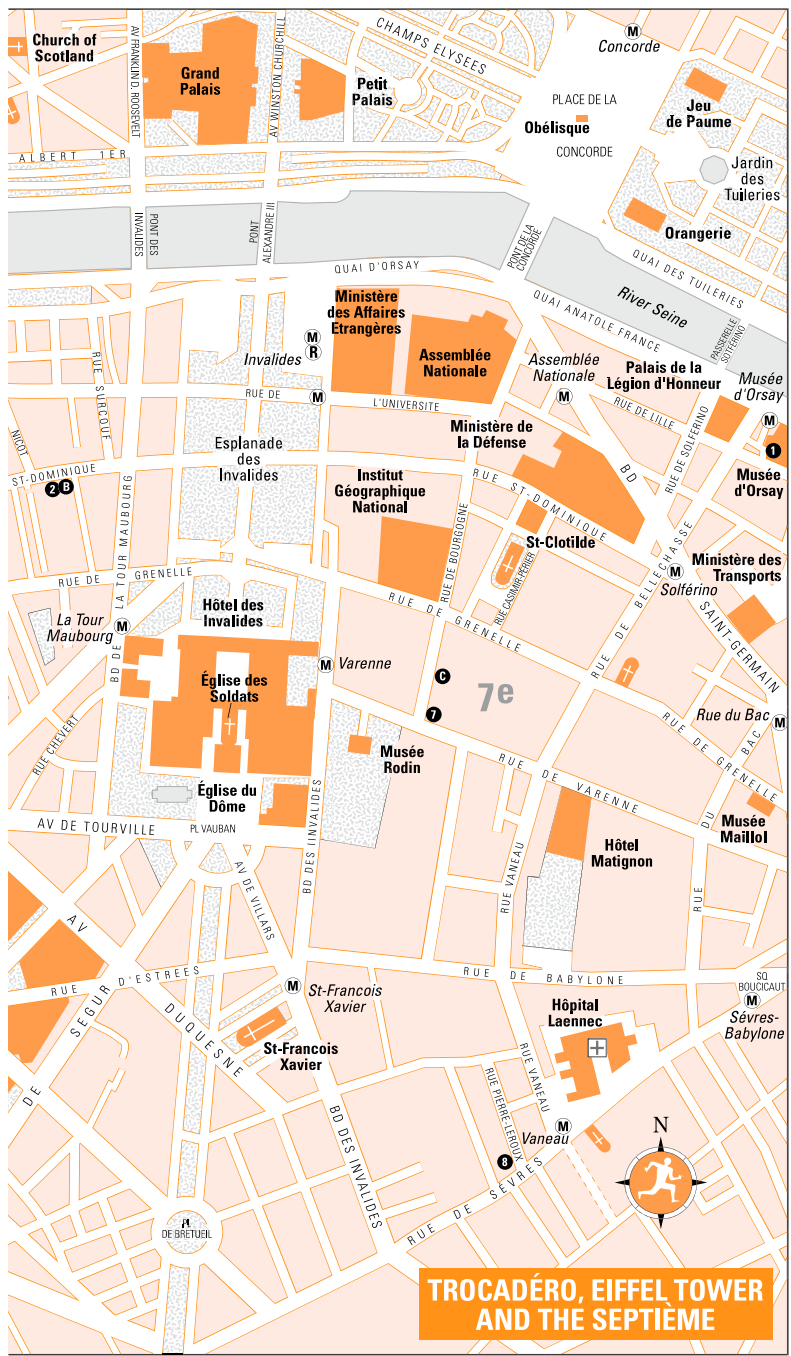 Church of
Scotland
AV FRANKLIN D. ROOSEVELT
Grand
Palais
AV WINSTON CHURCHILL
Petit
Palais
CHAMPS ELYSEES
M
Concorde
PLACE DE LA
Obélisque
CONCORDE
Jeu
de Paume
Jardin
des
Tuileries
Orangerie
ALBERT 1ER
PONT DES
INVALIDES
PONT
ALEXANDRE III
PONT DE LA
CONCORDE
QUAI D'ORSAY
QUAI DES TUILERIES
River Seine
QUAI ANATOLE FRANCE
PASSERELLE
SOLFÉRINO
Ministère
des Affaires
Etrangères
M
R
Invalides
Assemblée
Nationale
Assemblée
Nationale
M
Palais de la
Légion d'Honneur
Musée
d'Orsay
M
1
Musée
d'Orsay
RUE SURCOUF
RUE DE
M
L'UNIVERSITE
RUE DE LILLE
RUE DE SOLFERINO
BD
NICOT
ST-DOMINIQUE
2
B
Esplanade
des
Invalides
Ministère de
la Défense
Institut
Géographique
National
RUE ST-DOMINIQUE
RUE DE BOURGOGNE
St-Clotilde
RUE CASIMIR-PÉRIER
BD DE LA TOUR MAUBOURG
RUE DE GRENELLE
RUE DE GRENELLE
RUE DE BELLECHASSE
M
Solférino
Ministère des
Transports
SAINT-GERMAIN
La Tour
Maubourg
M
Hôtel des
Invalides
Église des
Soldats
M
Varenne
C
7
7e
Rue du Bac
M
RUE DE GRENELLE
RUE CHEVERT
Musée
Rodin
Église du
Dôme
RUE DE VARENNE
RUE DU BAC
Musée
Maillol
AV DE TOURVILLE
PL VAUBAN
BD DES IINVALIDES
AV DE VILLARS
RUE VANEAU
Hôtel
Matignon
AV DUQUESNE
RUE D'ESTREES
DE SEGUR
M
St-Francois
Xavier
RUE DE BABYLONE
SQ
BOUCICAUT
M
Sévres-
Babylone
St-Francois
Xavier
Hôpital
Laennec
RUE VANEAU
RUE PIERRE-LEROUX
M
Vaneau
8
BD DES INVALIDES
RUE DE SÈVRES
PL
DE BRETUEIL
N
TROCADÉRO, EIFFEL TOWER
AND THE SEPTIÈME